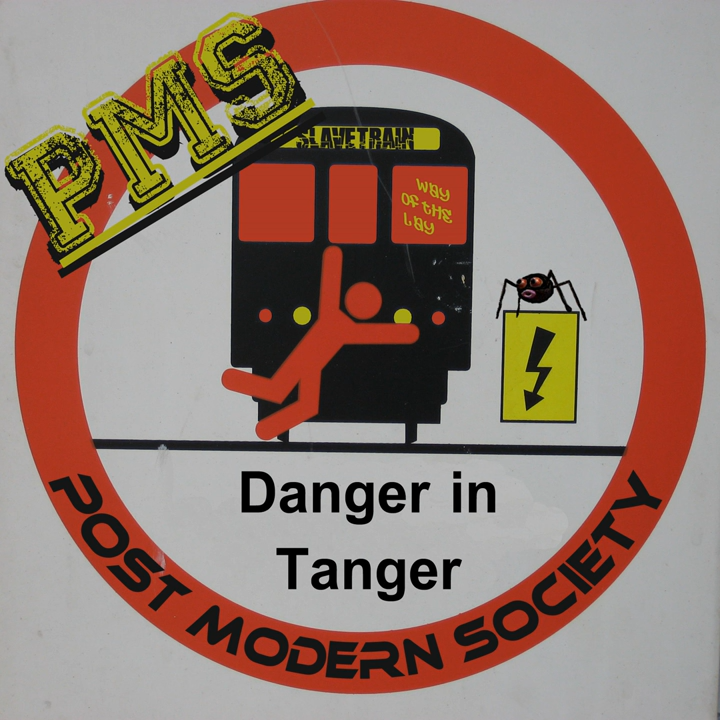 PMS
SLAVETRAIN
WAY
OF THE
LAY
Danger in
Tanger
POST MODERN SOCIETY